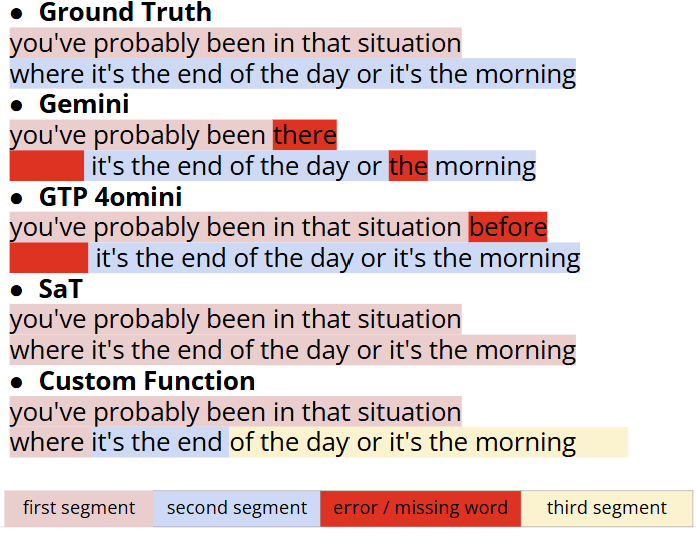 ● Ground Truth
you've probably been in that situation
where it's the end of the day or it's the morning
● Gemini
you've probably been there
it's the end of the day or the morning
● GTP 4omini
you've probably been in that situation before
it's the end of the day or it's the morning
● SaT
you've probably been in that situation
where it's the end of the day or it's the morning
● Custom Function
you've probably been in that situation
where it's the end of the day or it's the morning
first segment second segment error / missing word third segment